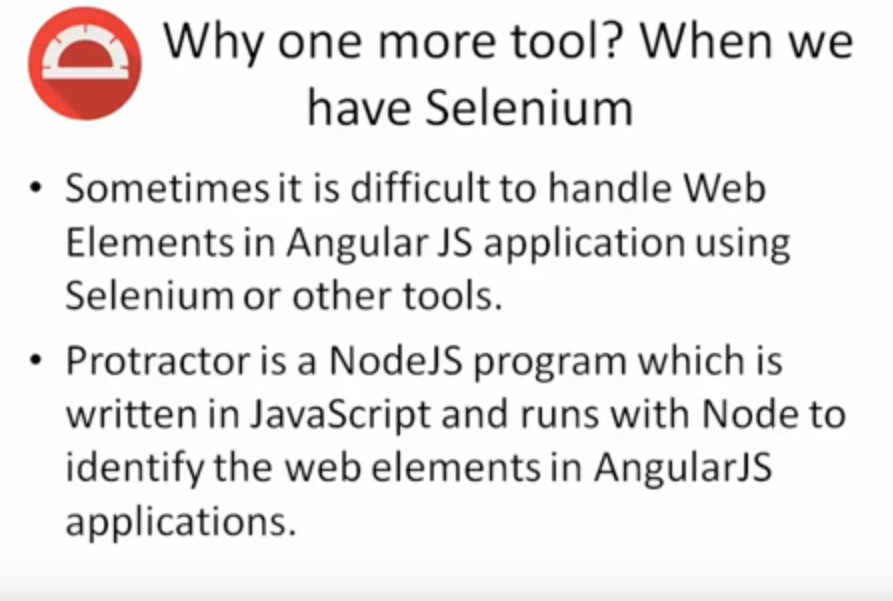 Why one more tool? When we
have Selenium
• Sometimes it is difficult to handle Web
Elements in Angular JS application using
Selenium or other tools.
• Protractor is a NodeJS program which is
written in JavaScript and runs with Node to
identify the web elements in AngularJS
applications.